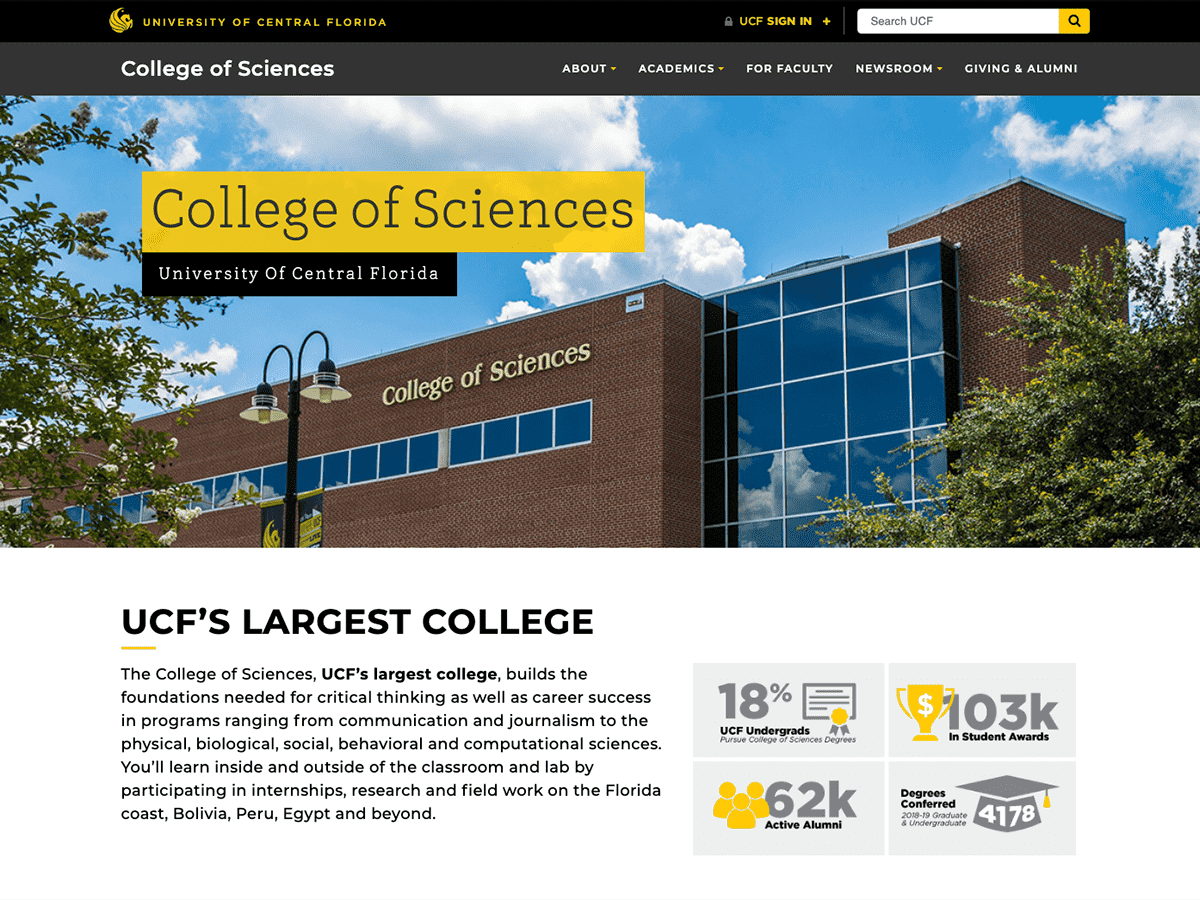 UNIVERSITY OF CENTRAL FLORIDA
UCF SIGN IN +
Search UCF
College of Sciences
ABOUT
ACADEMICS
FOR FACULTY
NEWSROOM
GIVING & ALUMNI
College of Sciences
University Of Central Florida
College of Sciences
UCF'S LARGEST COLLEGE
The College of Sciences, UCF's largest college, builds the
foundations needed for critical thinking as well as career success
in programs ranging from communication and journalism to the
physical, biological, social, behavioral and computational sciences.
You'll learn inside and outside of the classroom and lab by
participating in internships, research and field work on the Florida
coast, Bolivia, Peru, Egypt and beyond.
18%
UCF Undergrads
Pursue College of Sciences Degrees
$
103k
In Student Awards
62k
Active Alumni
Degrees
Conferred
2018-19 Graduate
& Undergraduate
4178